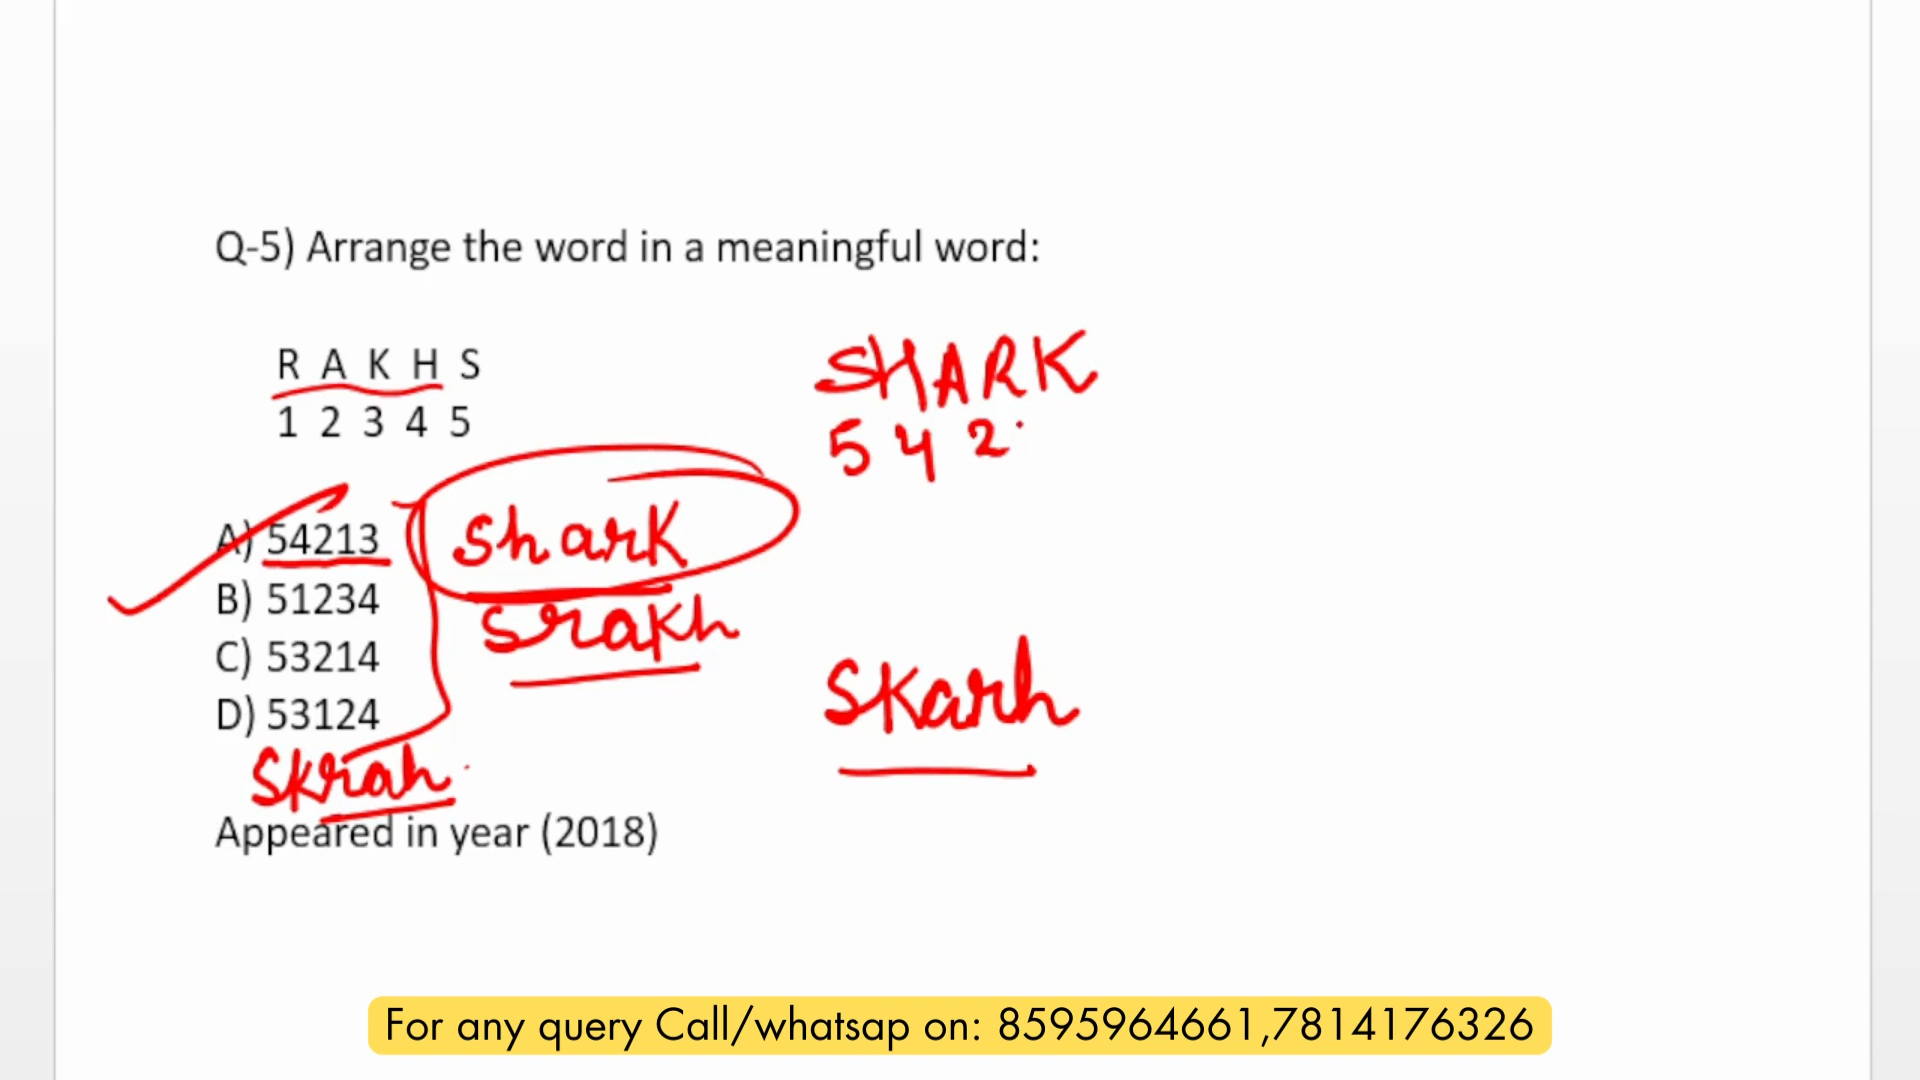 Q-5) Arrange the word in a meaningful word:
R A K H S
1 2 3 4 5
SHARK
5 4 2
A) 54213
shark
B) 51234
srakh
C) 53214
skarh
D) 53124
skrah
Appeared in year (2018)
For any query Call/whatsap on: 8595964661,7814176326